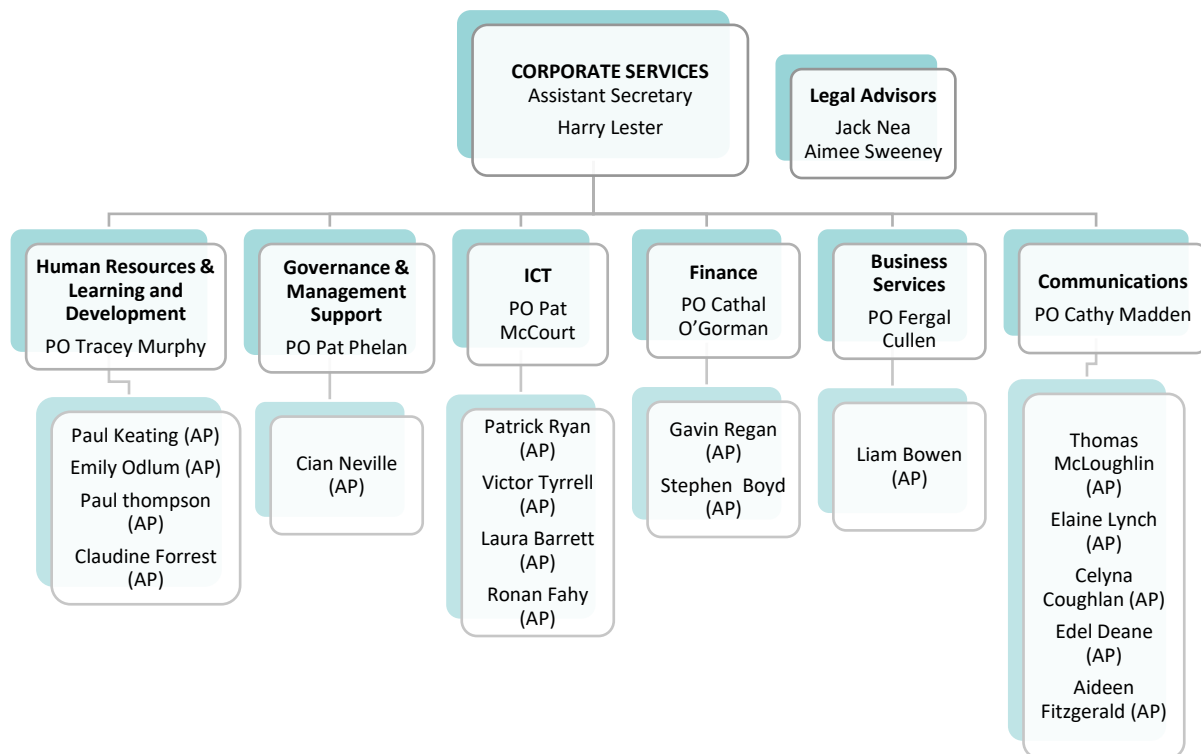 CORPORATE SERVICES
Assistant Secretary
Harry Lester
Legal Advisors
Jack Nea
Aimee Sweeney
Human Resources &
Learning and
Development
PO Tracey Murphy
Governance &
Management
Support
PO Pat Phelan
ICT
PO Pat
McCourt
Finance
PO Cathal
O’Gorman
Business
Services
PO Fergal
Cullen
Communications
PO Cathy Madden
Paul Keating (AP)
Emily Odlum (AP)
Paul thompson
(AP)
Claudine Forrest
(AP)
Cian Neville
(AP)
Patrick Ryan
(AP)
Victor Tyrrell
(AP)
Laura Barrett
(AP)
Ronan Fahy
(AP)
Gavin Regan
(AP)
Stephen Boyd
(AP)
Liam Bowen
(AP)
Thomas
McLoughlin
(AP)
Elaine Lynch
(AP)
Celyna
Coughlan (AP)
Edel Deane
(AP)
Aideen
Fitzgerald (AP)